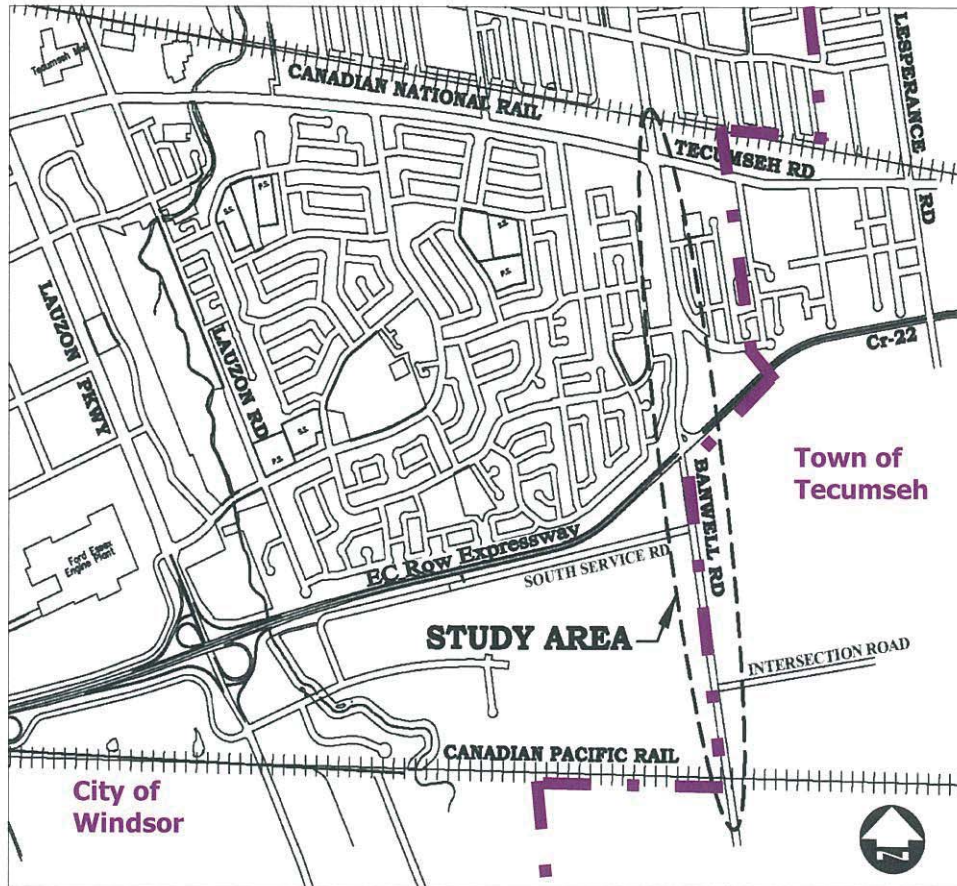 Tecumseh Mall
CANADIAN NATIONAL RAIL
LESPERANCE
RD
TECUMSEH RD
S.S.
P.S.
S.S.
P.S.
LAUZON PKWY
LAUZON RD
Cr-22
S.S.
P.S.
Town of
Tecumseh
BANWELL RD
Ford Essex
Engine Plant
EC Row Expressway
SOUTH SERVICE RD
STUDY AREA
INTERSECTION ROAD
CANADIAN PACIFIC RAIL
City of
Windsor
N